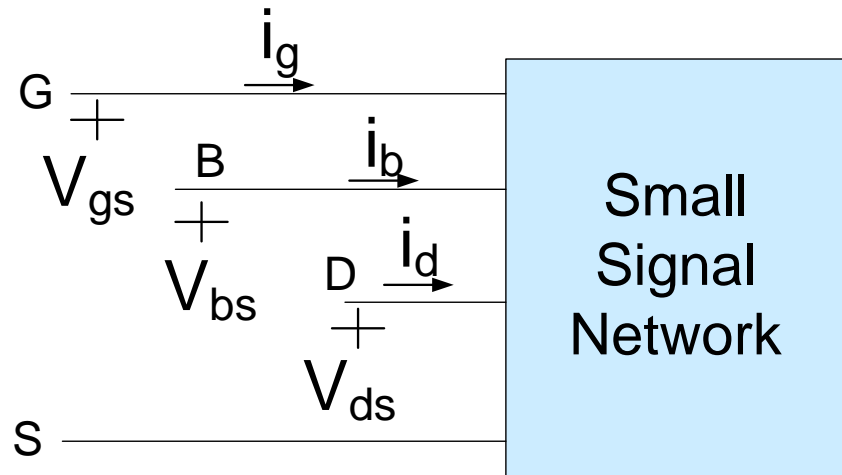 i_g
G
+
V_gs
B
i_b
+
V_bs
D
i_d
+
V_ds
S
Small
Signal
Network